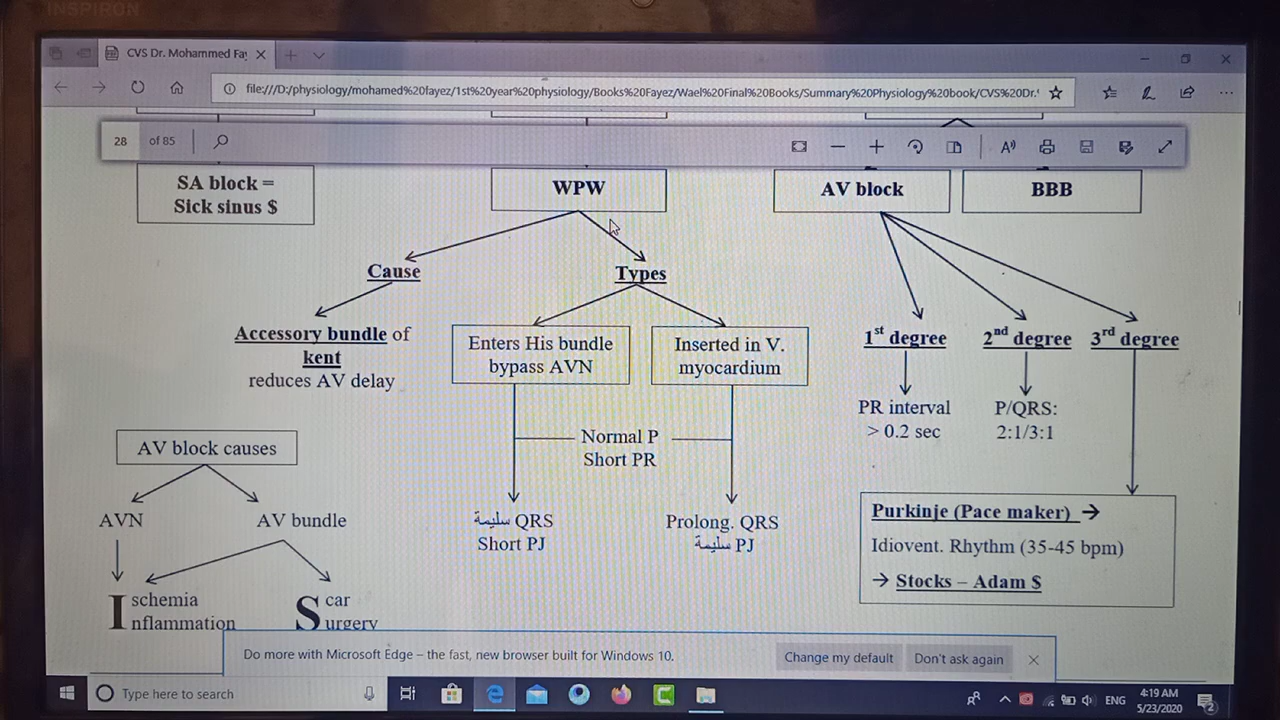 INSPIRON
CVS Dr. Mohammed Fa
file:///D:/physiology/mohamed%20fayez/1st%20year%20physiology/Books%20Fayez/Wael%20Final%20Books/Summary%20Physiology%20book/CVS%20Dr.
28 of 85
SA block =
Sick sinus $
WPW
AV block
BBB
Cause
Types
Accessory bundle of
kent
reduces AV delay
Enters His bundle
bypass AVN
Inserted in V.
myocardium
1st degree
2nd degree
3rd degree
PR interval
> 0.2 sec
P/QRS:
2:1/3:1
Normal P
Short PR
AV block causes
AVN
AV bundle
سليمة QRS
Short PJ
Prolong. QRS
سليمة PJ
Purkinje (Pace maker) →
Idiovent. Rhythm (35-45 bpm)
→ Stocks – Adam $
Ischemia
Inflammation
Scar
Surgery
Do more with Microsoft Edge – the fast, new browser built for Windows 10.
Change my default
Don't ask again
Type here to search
ENG
4:19 AM
5/23/2020
2